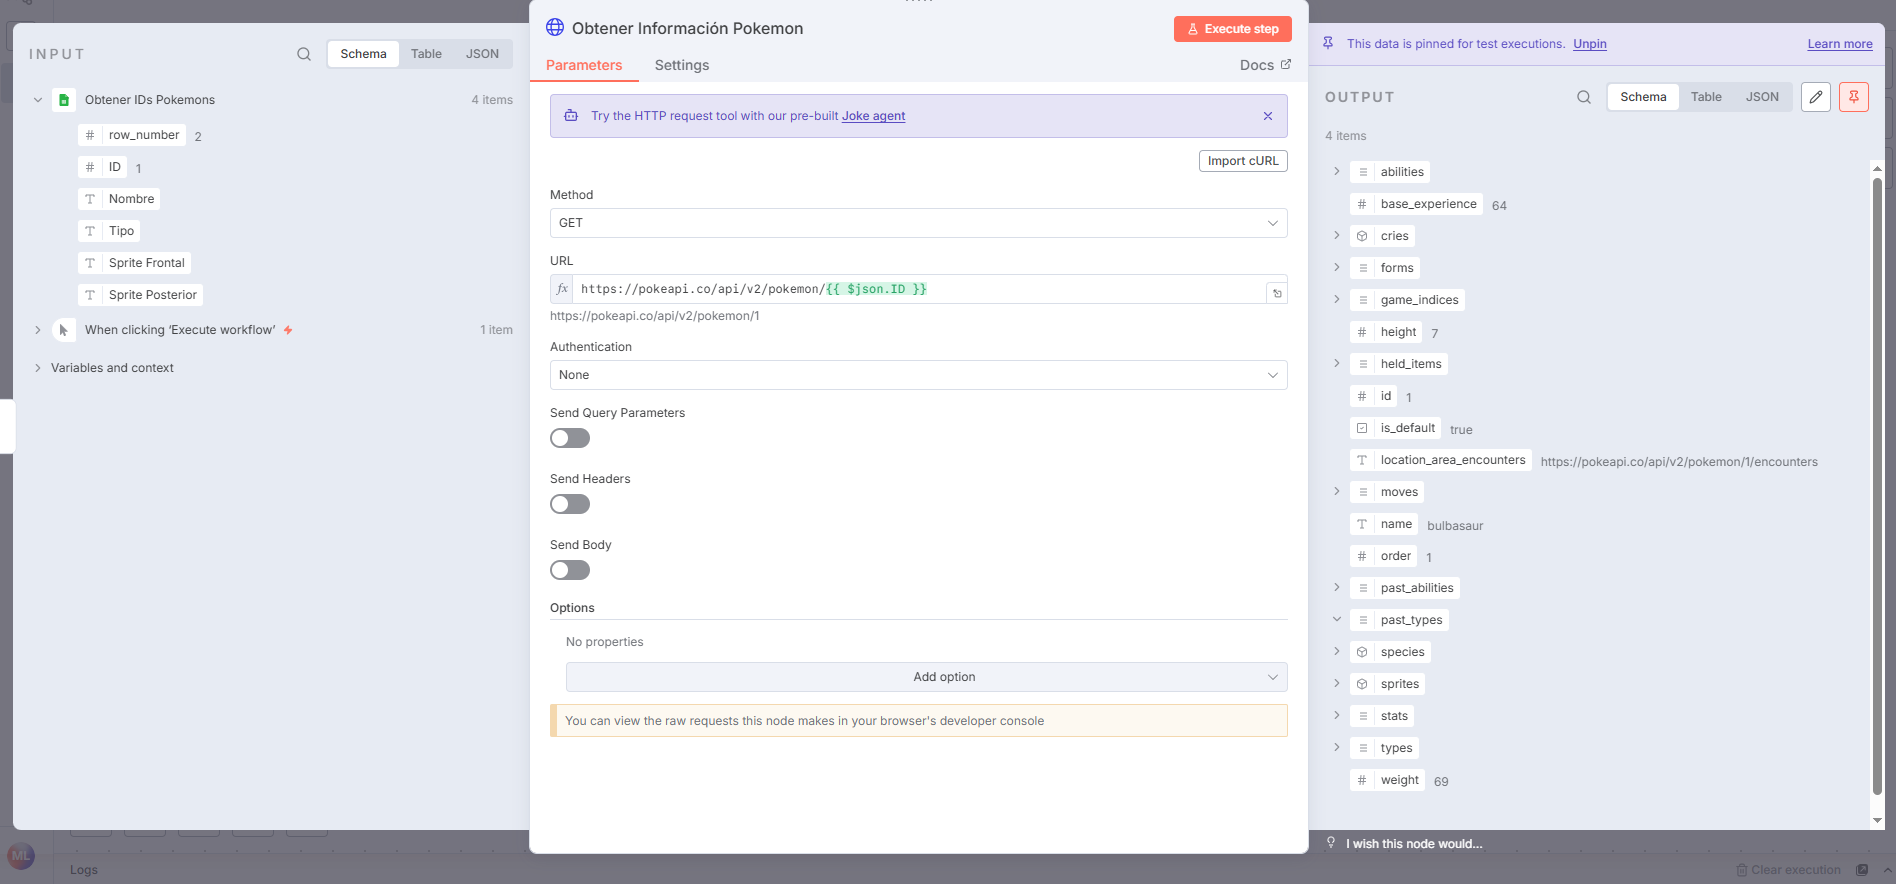 INPUT
Schema
Table
JSON
Obtener IDs Pokemons
4 items
# row_number 2
# ID 1
T Nombre
T Tipo
T Sprite Frontal
T Sprite Posterior
When clicking ‘Execute workflow’
1 item
Variables and context
ML
Logs
Obtener Información Pokemon
Execute step
Parameters
Settings
Docs
Try the HTTP request tool with our pre-built Joke agent
Import cURL
Method
GET
URL
fx https://pokeapi.co/api/v2/pokemon/{{ $json.ID }}
https://pokeapi.co/api/v2/pokemon/1
Authentication
None
Send Query Parameters
Send Headers
Send Body
Options
No properties
Add option
You can view the raw requests this node makes in your browser's developer console
This data is pinned for test executions. Unpin
Learn more
OUTPUT
Schema
Table
JSON
4 items
abilities
# base_experience 64
cries
forms
game_indices
# height 7
held_items
# id 1
is_default true
T location_area_encounters https://pokeapi.co/api/v2/pokemon/1/encounters
moves
T name bulbasaur
# order 1
past_abilities
past_types
species
sprites
stats
types
# weight 69
I wish this node would...
Clear execution